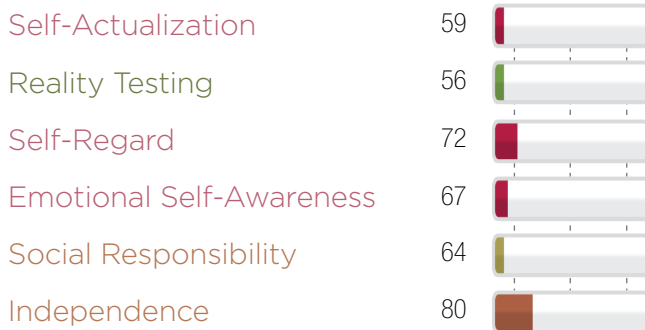 Self-Actualization 59
Reality Testing 56
Self-Regard 72
Emotional Self-Awareness 67
Social Responsibility 64
Independence 80